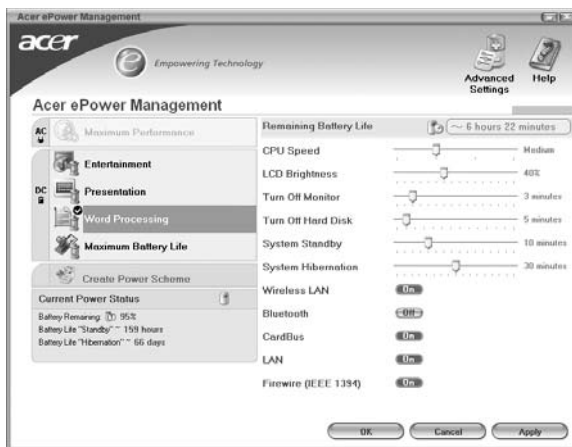 Acer ePower Management
acer
Empowering Technology
Advanced Settings
Help
Acer ePower Management
AC
Maximum Performance
DC
Entertainment
Presentation
Word Processing
Maximum Battery Life
Create Power Scheme
Current Power Status
Battery Remaining: 95%
Battery Life "Standby" ~ 159 hours
Battery Life "Hibernation" ~ 66 days
Remaining Battery Life ~ 6 hours 22 minutes
CPU Speed Medium
LCD Brightness 40%
Turn Off Monitor 3 minutes
Turn Off Hard Disk 5 minutes
System Standby 10 minutes
System Hibernation 30 minutes
Wireless LAN On
Bluetooth Off
CardBus On
LAN On
Firewire (IEEE 1394) On
OK Cancel Apply